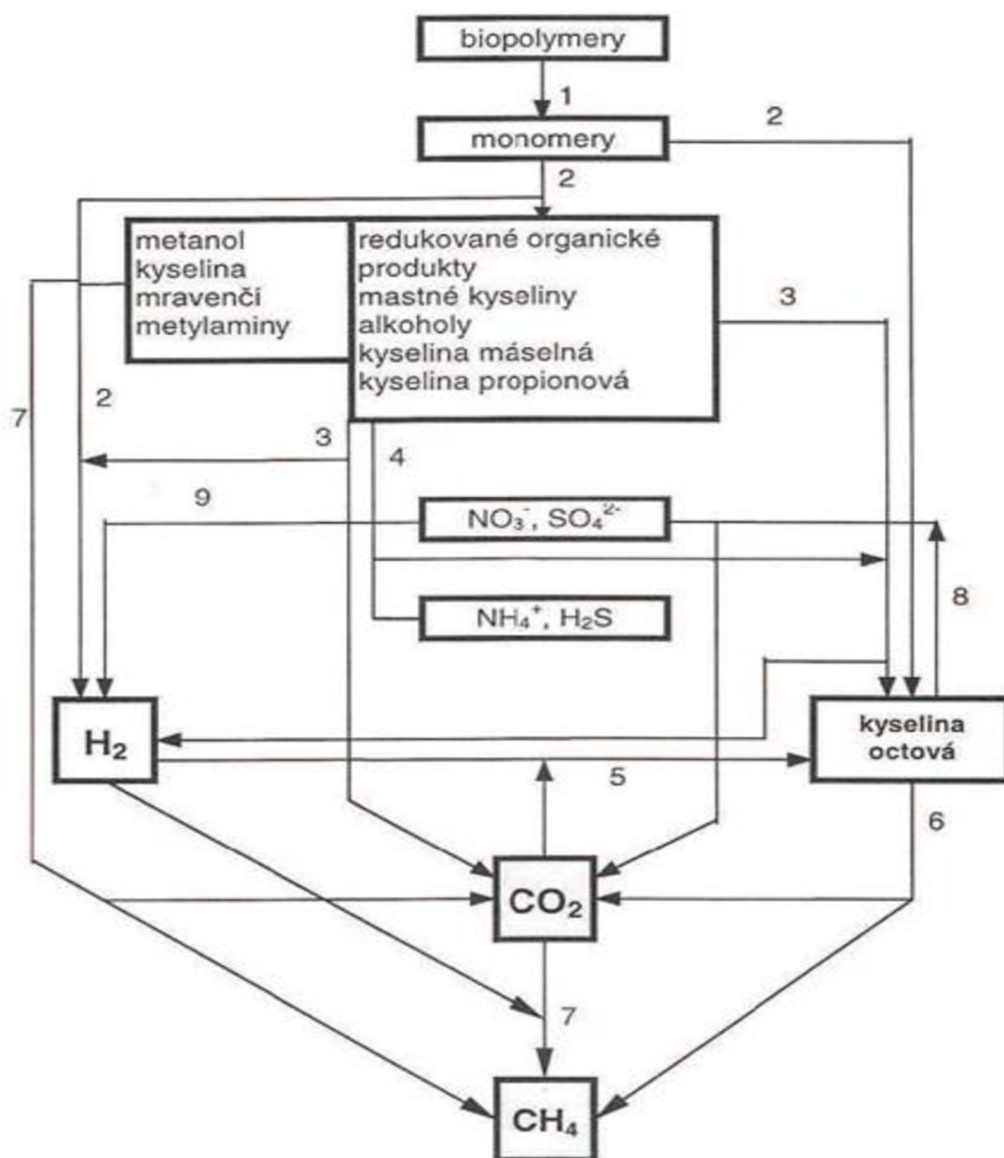 biopolymery
1
monomery
2
2
metanol
kyselina
mravenčí
metylaminy
redukované organické
produkty
mastné kyseliny
alkoholy
kyselina máselná
kyselina propionová
3
7
2
3
4
9
NO₃⁻, SO₄²⁻
NH₄⁺, H₂S
8
H₂
kyselina
octová
5
6
CO₂
7
CH₄